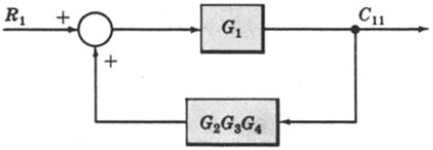 R₁
+
G₁
C₁₁
+
G₂G₃G₄